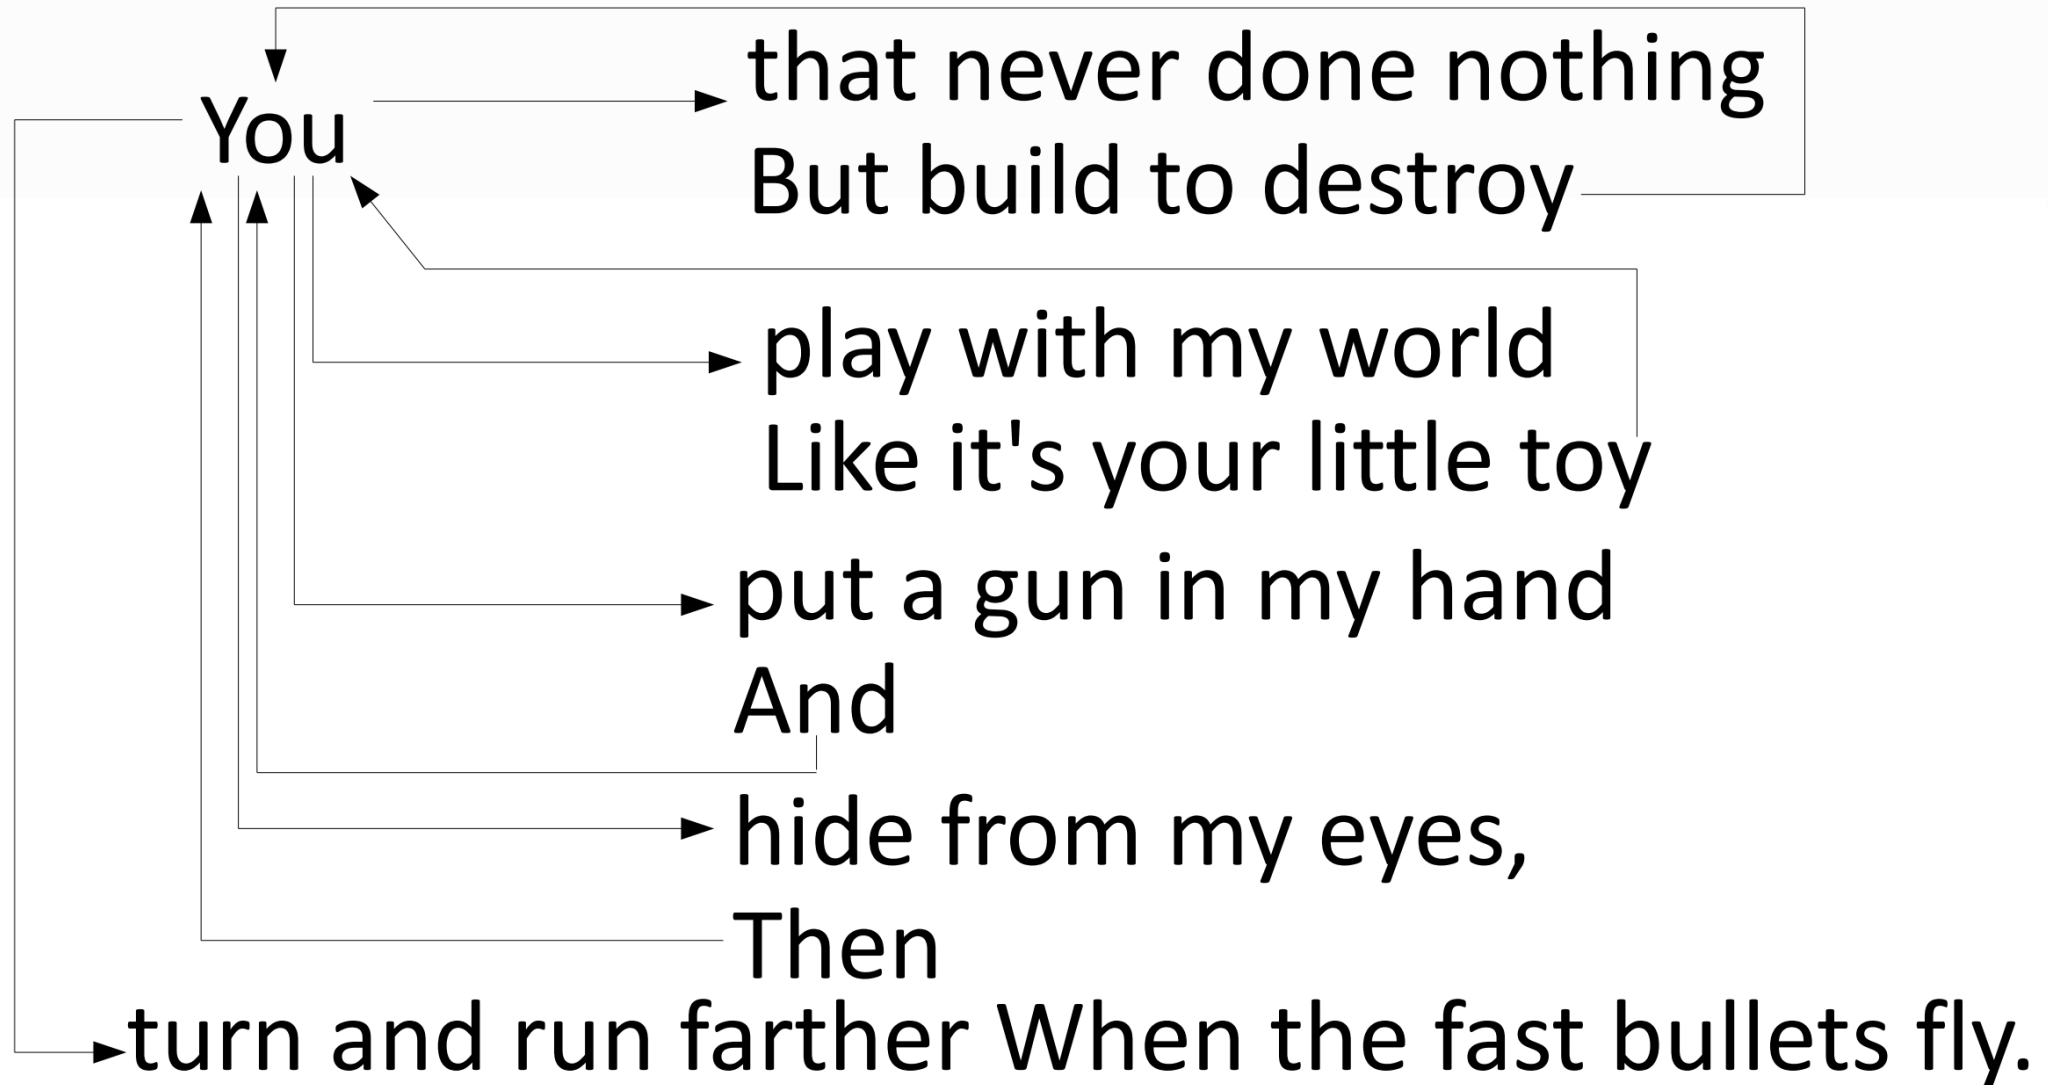 You
that never done nothing
But build to destroy
play with my world
Like it's your little toy
put a gun in my hand
And
hide from my eyes,
Then
turn and run farther When the fast bullets fly.